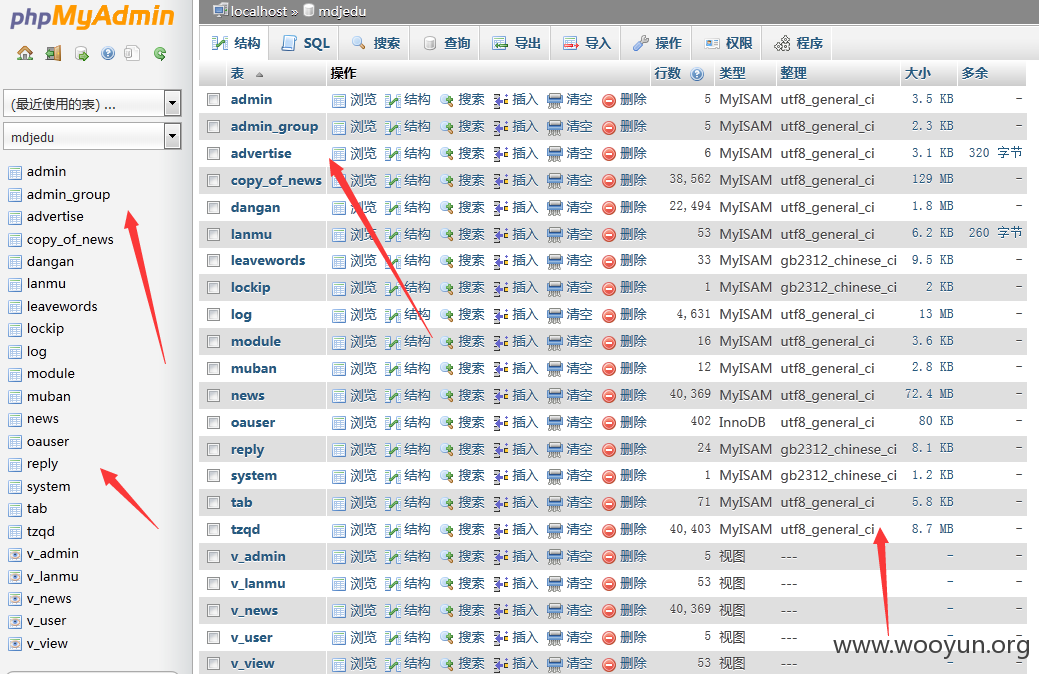 phpMyAdmin
(最近使用的表) ...
mdjedu
admin
admin_group
advertise
copy_of_news
dangan
lanmu
leavewords
lockip
log
module
muban
news
oauser
reply
system
tab
tzqd
v_admin
v_lanmu
v_news
v_user
v_view
localhost » mdjedu
结构 SQL 搜索 查询 导出 导入 操作 权限 程序
表 操作 行数 类型 整理 大小 多余
admin 浏览 结构 搜索 插入 清空 删除 5 MyISAM utf8_general_ci 3.5 KB -
admin_group 浏览 结构 搜索 插入 清空 删除 5 MyISAM utf8_general_ci 2.3 KB -
advertise 浏览 结构 搜索 插入 清空 删除 6 MyISAM utf8_general_ci 3.1 KB 320 字节
copy_of_news 浏览 结构 搜索 插入 清空 删除 38,562 MyISAM utf8_general_ci 129 MB -
dangan 浏览 结构 搜索 插入 清空 删除 22,494 MyISAM utf8_general_ci 1.8 MB -
lanmu 浏览 结构 搜索 插入 清空 删除 53 MyISAM utf8_general_ci 6.2 KB 260 字节
leavewords 浏览 结构 搜索 插入 清空 删除 33 MyISAM gb2312_chinese_ci 9.5 KB -
lockip 浏览 结构 搜索 插入 清空 删除 1 MyISAM gb2312_chinese_ci 2 KB -
log 浏览 结构 搜索 插入 清空 删除 4,631 MyISAM utf8_general_ci 13 MB -
module 浏览 结构 搜索 插入 清空 删除 16 MyISAM utf8_general_ci 3.6 KB -
muban 浏览 结构 搜索 插入 清空 删除 12 MyISAM utf8_general_ci 2.8 KB -
news 浏览 结构 搜索 插入 清空 删除 40,369 MyISAM utf8_general_ci 72.4 MB -
oauser 浏览 结构 搜索 插入 清空 删除 402 InnoDB utf8_general_ci 80 KB -
reply 浏览 结构 搜索 插入 清空 删除 24 MyISAM gb2312_chinese_ci 8.1 KB -
system 浏览 结构 搜索 插入 清空 删除 1 MyISAM gb2312_chinese_ci 1.2 KB -
tab 浏览 结构 搜索 插入 清空 删除 71 MyISAM utf8_general_ci 5.8 KB -
tzqd 浏览 结构 搜索 插入 清空 删除 40,403 MyISAM utf8_general_ci 8.7 MB -
v_admin 浏览 结构 搜索 插入 清空 删除 5 视图 --- - -
v_lanmu 浏览 结构 搜索 插入 清空 删除 53 视图 --- - -
v_news 浏览 结构 搜索 插入 清空 删除 40,369 视图 --- - -
v_user 浏览 结构 搜索 插入 清空 删除 5 视图 --- - -
v_view 浏览 结构 搜索 插入 清空 删除 53 视图 --- - -
www.wooyun.org